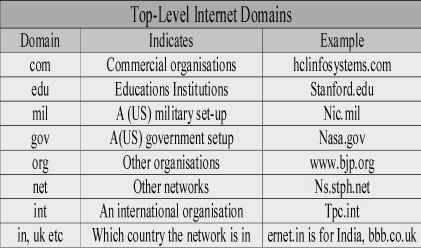 Top-Level Internet Domains
Domain Indicates Example
com Commercial organisations hclinfosystems.com
edu Educations Institutions Stanford.edu
mil A (US) military set-up Nic.mil
gov A(US) government setup Nasa.gov
org Other organisations www.bjp.org
net Other networks Ns.stph.net
int An international organisation Tpc.int
in, uk etc Which country the network is in ernet.in is for India, bbb.co.uk